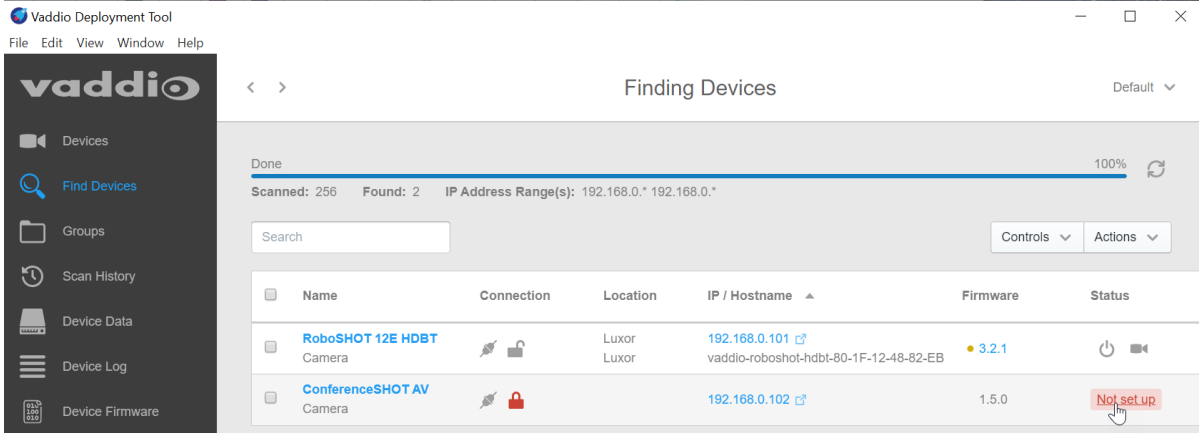 Vaddio Deployment Tool
File Edit View Window Help
vaddio
Finding Devices
Default
Devices
Find Devices
Groups
Scan History
Device Data
Device Log
Device Firmware
Done
100%
Scanned: 256 Found: 2 IP Address Range(s): 192.168.0.* 192.168.0.*
Search
Controls
Actions
Name Connection Location IP / Hostname Firmware Status
RoboSHOT 12E HDBT Luxor 192.168.0.101
Camera Luxor vaddio-roboshot-hdbt-80-1F-12-48-82-EB
3.2.1
ConferenceSHOT AV
Camera
192.168.0.102
1.5.0
Not set up